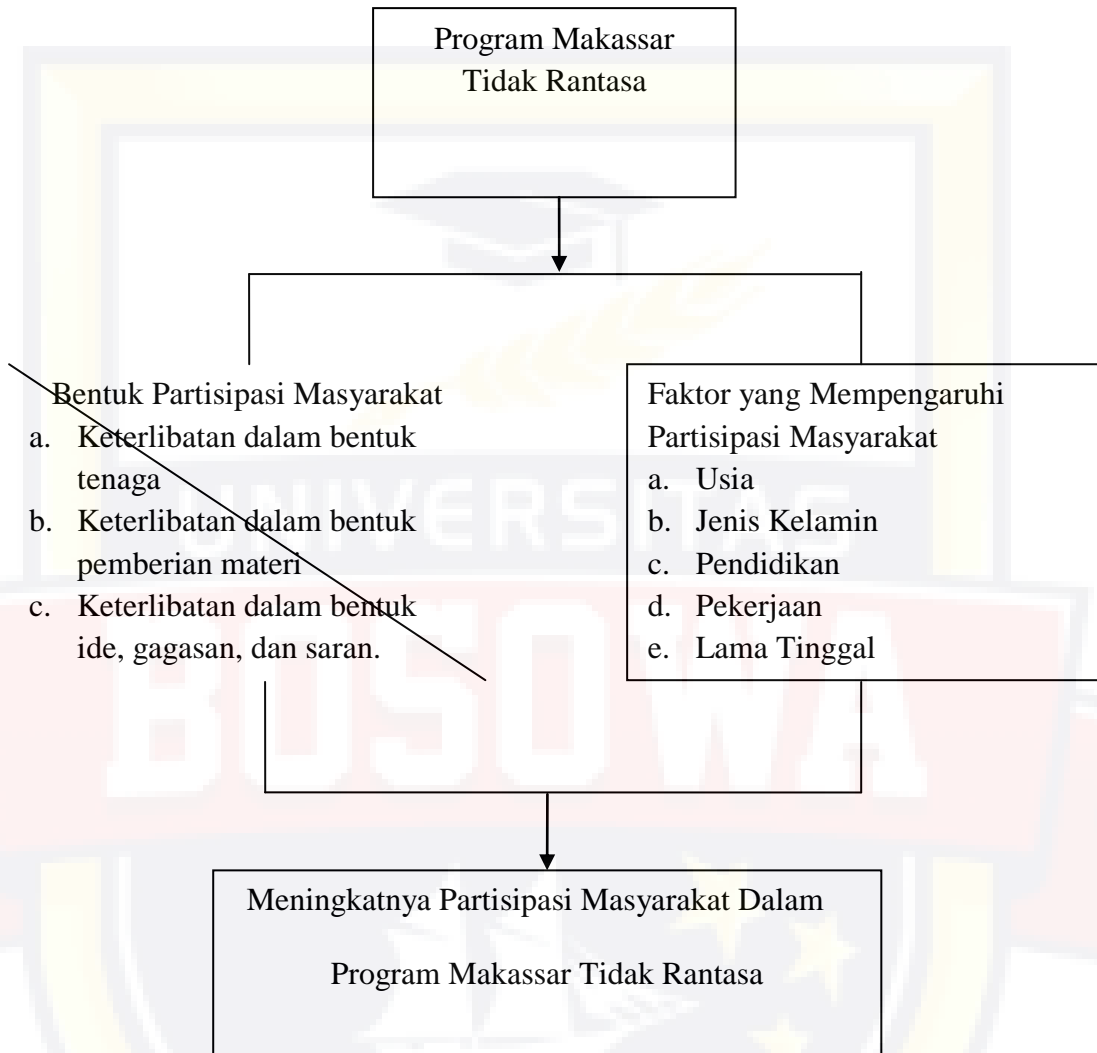 Program Makassar
Tidak Rantasa
Bentuk Partisipasi Masyarakat
a. Keterlibatan dalam bentuk
tenaga
b. Keterlibatan dalam bentuk
pemberian materi
c. Keterlibatan dalam bentuk
ide, gagasan, dan saran.
Faktor yang Mempengaruhi
Partisipasi Masyarakat
a. Usia
b. Jenis Kelamin
c. Pendidikan
d. Pekerjaan
e. Lama Tinggal
UNIVERSITAS
BOSOWA
Meningkatnya Partisipasi Masyarakat Dalam
Program Makassar Tidak Rantasa